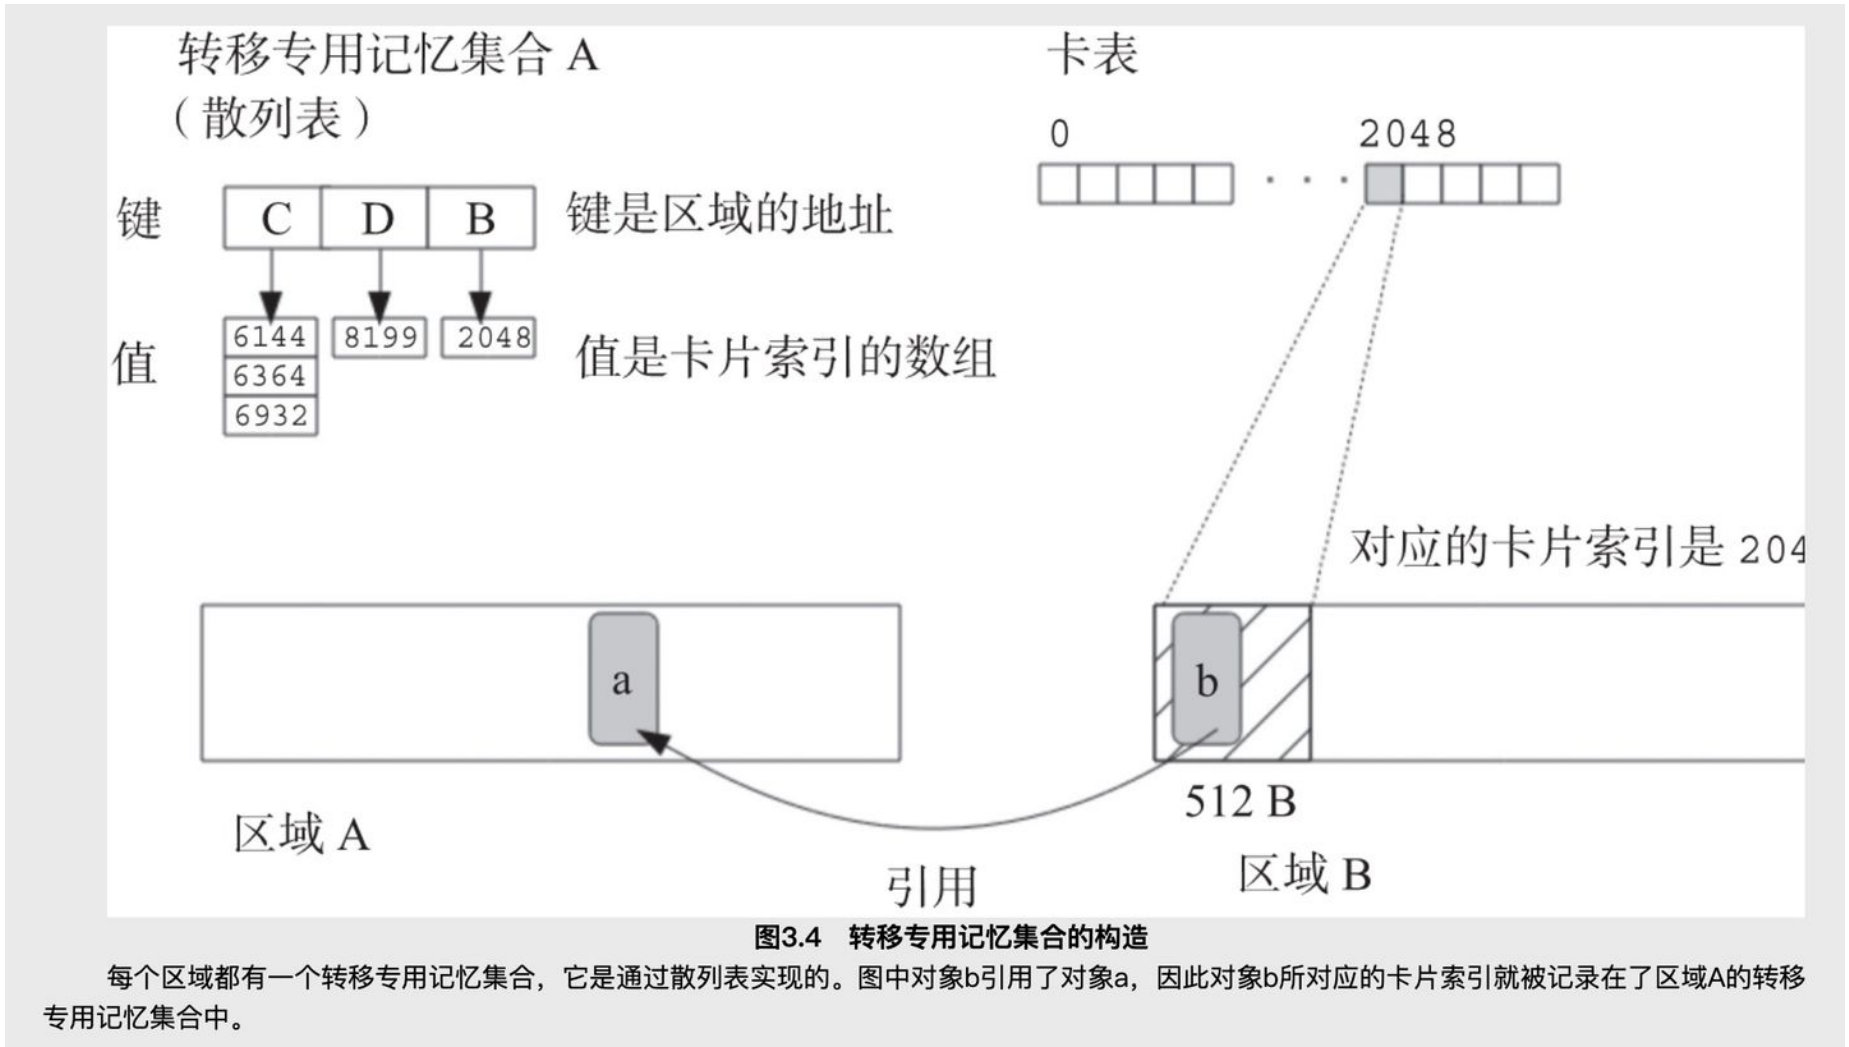 转移专用记忆集合 A
（散列表）
键
C D B
键是区域的地址
值
6144 8199 2048
6364
6932
值是卡片索引的数组
卡表
0 2048
对应的卡片索引是 204
a
b
512 B
区域 A
引用
区域 B
图3.4 转移专用记忆集合的构造
每个区域都有一个转移专用记忆集合，它是通过散列表实现的。图中对象b引用了对象a，因此对象b所对应的卡片索引就被记录在了区域A的转移
专用记忆集合中。